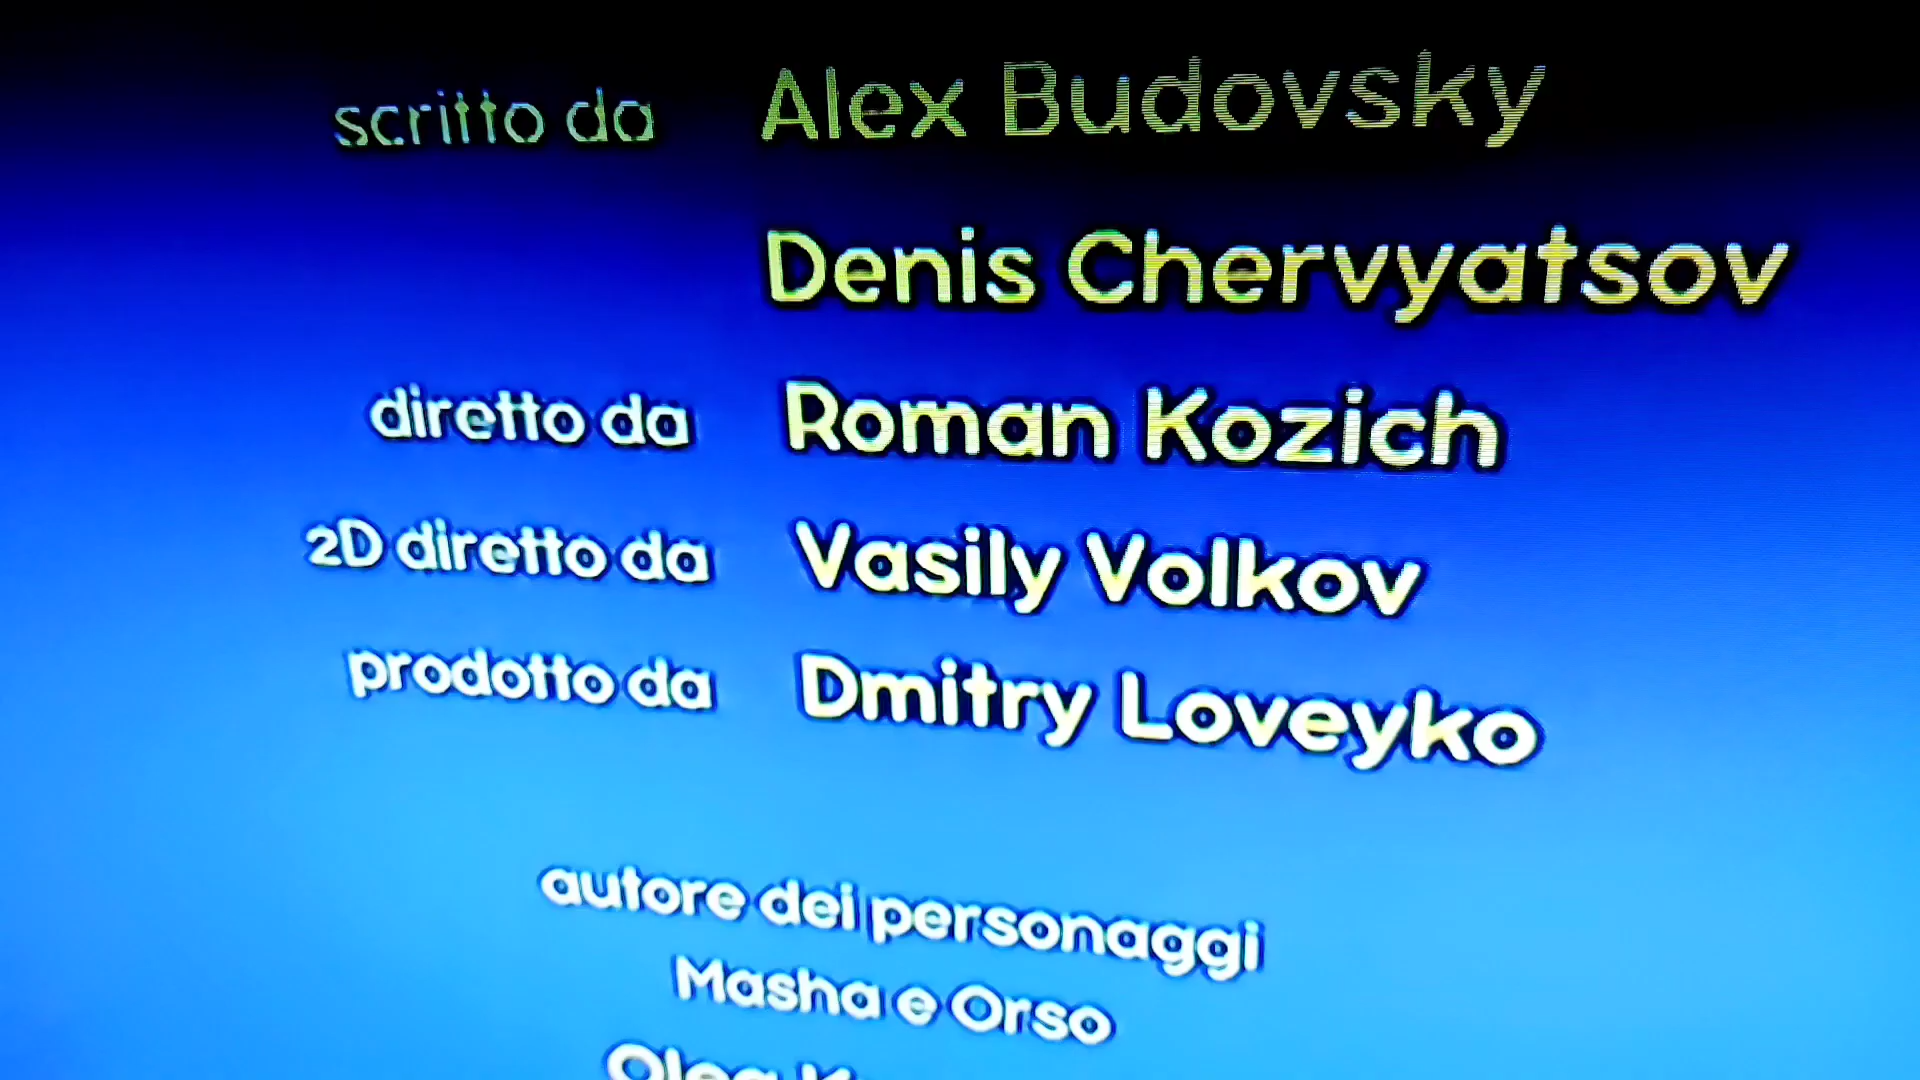 scritto da Alex Budovsky
Denis Chervyatsov
diretto da Roman Kozich
2D diretto da Vasily Volkov
prodotto da Dmitry Loveyko
autore dei personaggi
Masha e Orso
Oleg